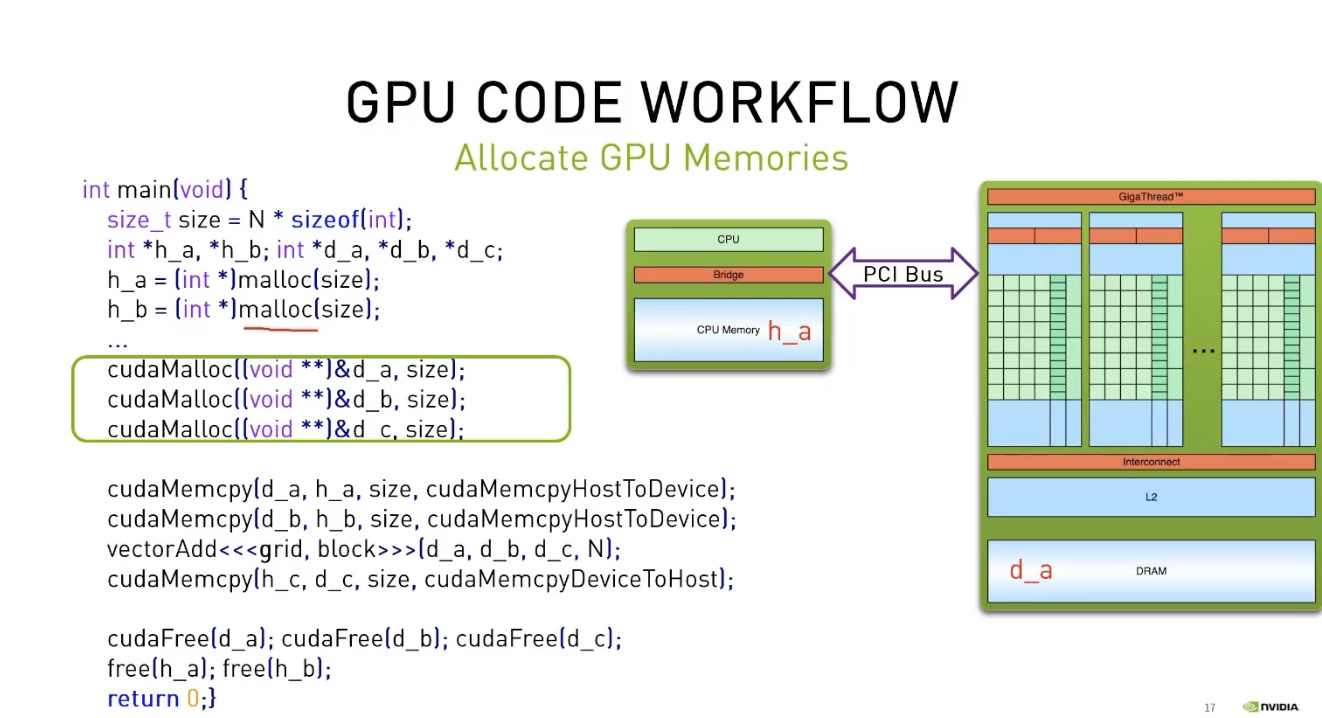 GPU CODE WORKFLOW
Allocate GPU Memories
int main(void) {
size_t size = N * sizeof(int);
int *h_a, *h_b; int *d_a, *d_b, *d_c;
h_a = (int *)malloc(size);
h_b = (int *)malloc(size);
...
cudaMalloc((void **)&d_a, size);
cudaMalloc((void **)&d_b, size);
cudaMalloc((void **)&d_c, size);
cudaMemcpy(d_a, h_a, size, cudaMemcpyHostToDevice);
cudaMemcpy(d_b, h_b, size, cudaMemcpyHostToDevice);
vectorAdd<<<grid, block>>>(d_a, d_b, d_c, N);
cudaMemcpy(h_c, d_c, size, cudaMemcpyDeviceToHost);
cudaFree(d_a); cudaFree(d_b); cudaFree(d_c);
free(h_a); free(h_b);
return 0;}
CPU
Bridge
CPU Memory h_a
PCI Bus
GigaThread™
...
Interconnect
L2
d_a DRAM
17 NVIDIA